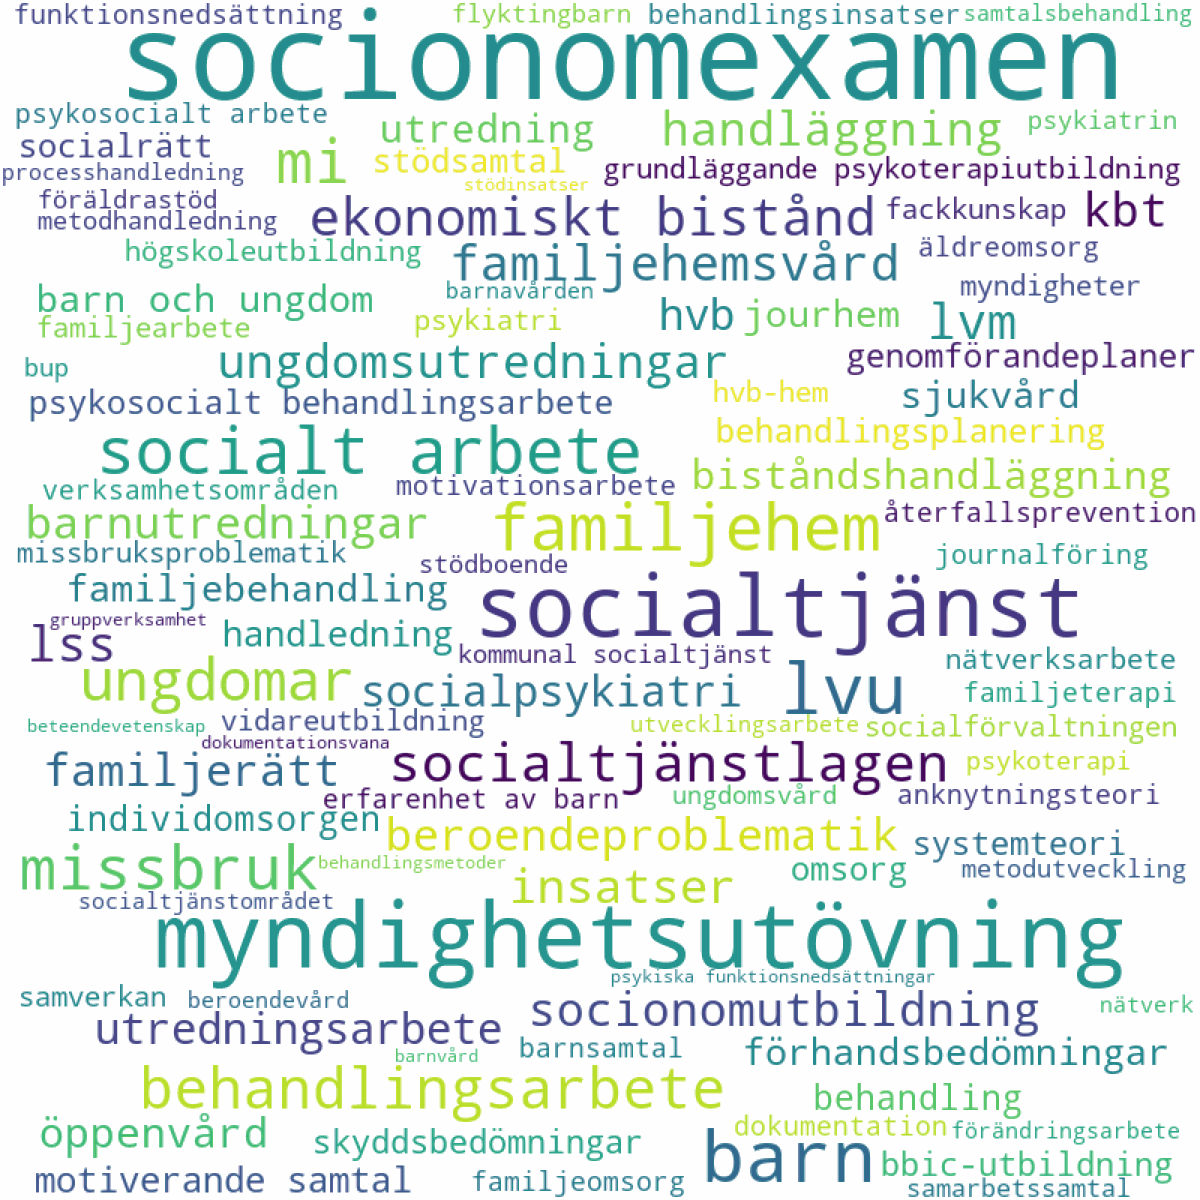 funktionsnedsättning
flyktingbarn
behandlingsinsatser
samtalsbehandling
socionomexamen
psykosocialt arbete
utredning
handläggning
psykiatrin
socialrätt
mi
stödsamtal
grundläggande psykoterapiutbildning
processhandledning
stödinsatser
föräldrastöd
metodhandledning
ekonomiskt bistånd
fackkunskap
kbt
högskoleutbildning
familjehemsvård
äldreomsorg
barnavården
myndigheter
barn och ungdom
hvb
jourhem
lvm
familjearbete
psykiatri
bup
ungdomsutredningar
genomförandeplaner
psykosocialt behandlingsarbete
hvb-hem
sjukvård
socialt arbete
behandlingsplanering
verksamhetsområden
motivationsarbete
biståndshandläggning
barnutredningar
familjehem
återfallsprevention
missbruksproblematik
stödboende
journalföring
familjebehandling
socialtjänst
gruppverksamhet
lss
handledning
kommunal socialtjänst
nätverksarbete
ungdomar
socialpsykiatri
lvu
familjeterapi
beteendevetenskap
vidareutbildning
utvecklingsarbete
socialförvaltningen
dokumentationsvana
familjerätt
socialtjänstlagen
psykoterapi
erfarenhet av barn
ungdomsvård
anknytningsteori
individomsorgen
beroendeproblematik
systemteori
missbruk
behandlingsmetoder
insatser
omsorg
metodutveckling
socialtjänstområdet
myndighetsutövning
psykiska funktionsnedsättningar
samverkan
beroendevård
socionomutbildning
nätverk
utredningsarbete
barnvård
barnsamtal
förhandsbedömningar
behandlingsarbete
behandling
öppenvård
skyddsbedömningar
dokumentation
förändringsarbete
barn
bbic-utbildning
motiverande samtal
familjeomsorg
samarbetssamtal